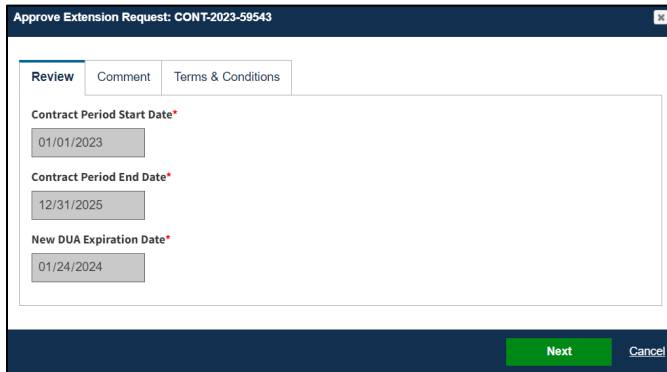 Approve Extension Request: CONT-2023-59543
Review Comment Terms & Conditions
Contract Period Start Date*
01/01/2023
Contract Period End Date*
12/31/2025
New DUA Expiration Date*
01/24/2024
Next Cancel